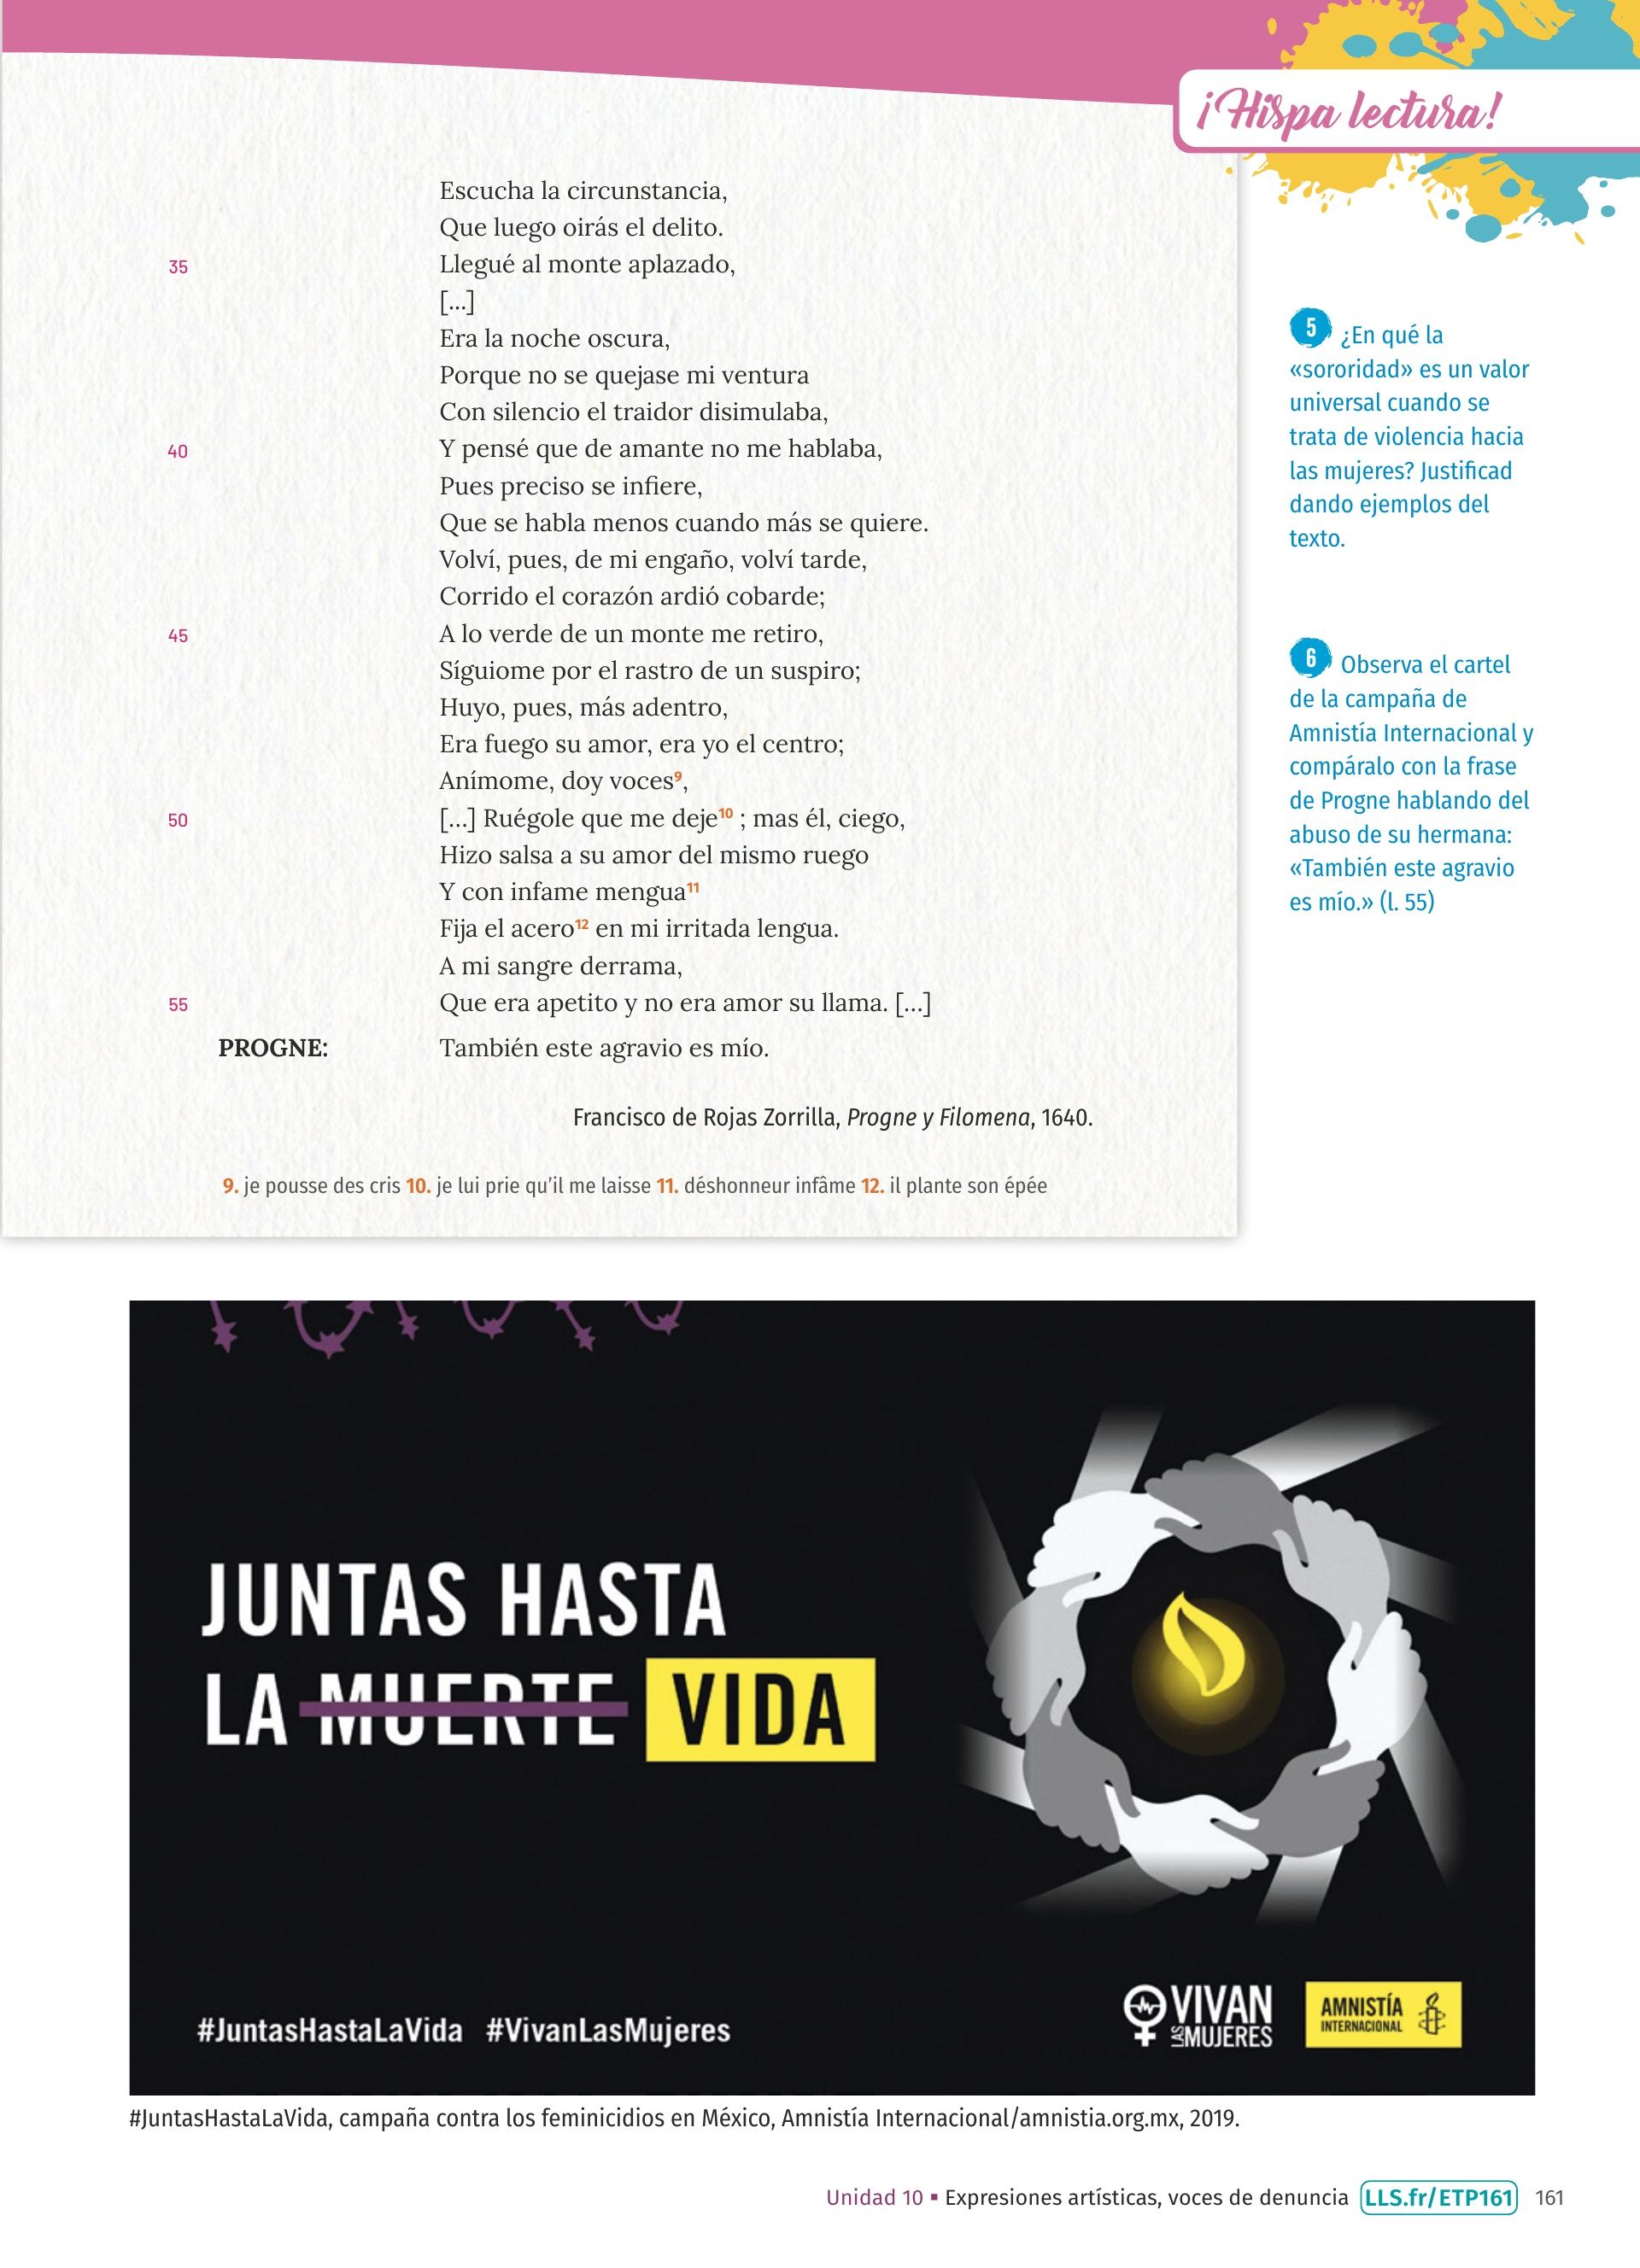 ¡Hispa lectura!
Escucha la circunstancia,
Que luego oirás el delito.
35 Llegué al monte aplazado,
[...]
Era la noche oscura,
Porque no se quejase mi ventura
Con silencio el traidor disimulaba,
40 Y pensé que de amante no me hablaba,
Pues preciso se infiere,
Que se habla menos cuando más se quiere.
Volví, pues, de mi engaño, volví tarde,
Corrido el corazón ardió cobarde;
45 A lo verde de un monte me retiro,
Síguiome por el rastro de un suspiro;
Huyo, pues, más adentro,
Era fuego su amor, era yo el centro;
Anímome, doy voces9,
50 [...] Ruégole que me deje10 ; mas él, ciego,
Hizo salsa a su amor del mismo ruego
Y con infame mengua11
Fija el acero12 en mi irritada lengua.
A mi sangre derrama,
55 Que era apetito y no era amor su llama. [...]
PROGNE: También este agravio es mío.
Francisco de Rojas Zorrilla, Progne y Filomena, 1640.
9. je pousse des cris 10. je lui prie qu'il me laisse 11. déshonneur infâme 12. il plante son épée
5 ¿En qué la
«sororidad» es un valor
universal cuando se
trata de violencia hacia
las mujeres? Justificad
dando ejemplos del
texto.
6 Observa el cartel
de la campaña de
Amnistía Internacional y
compáralo con la frase
de Progne hablando del
abuso de su hermana:
«También este agravio
es mío.» (l. 55)
JUNTAS HASTA
LA MUERTE VIDA
#JuntasHastaLaVida #VivanLasMujeres
VIVAN
LAS MUJERES
AMNISTÍA
INTERNACIONAL
#JuntasHastaLaVida, campaña contra los feminicidios en México, Amnistía Internacional/amnistia.org.mx, 2019.
Unidad 10 ▪ Expresiones artísticas, voces de denuncia LLS.fr/ETP161 161